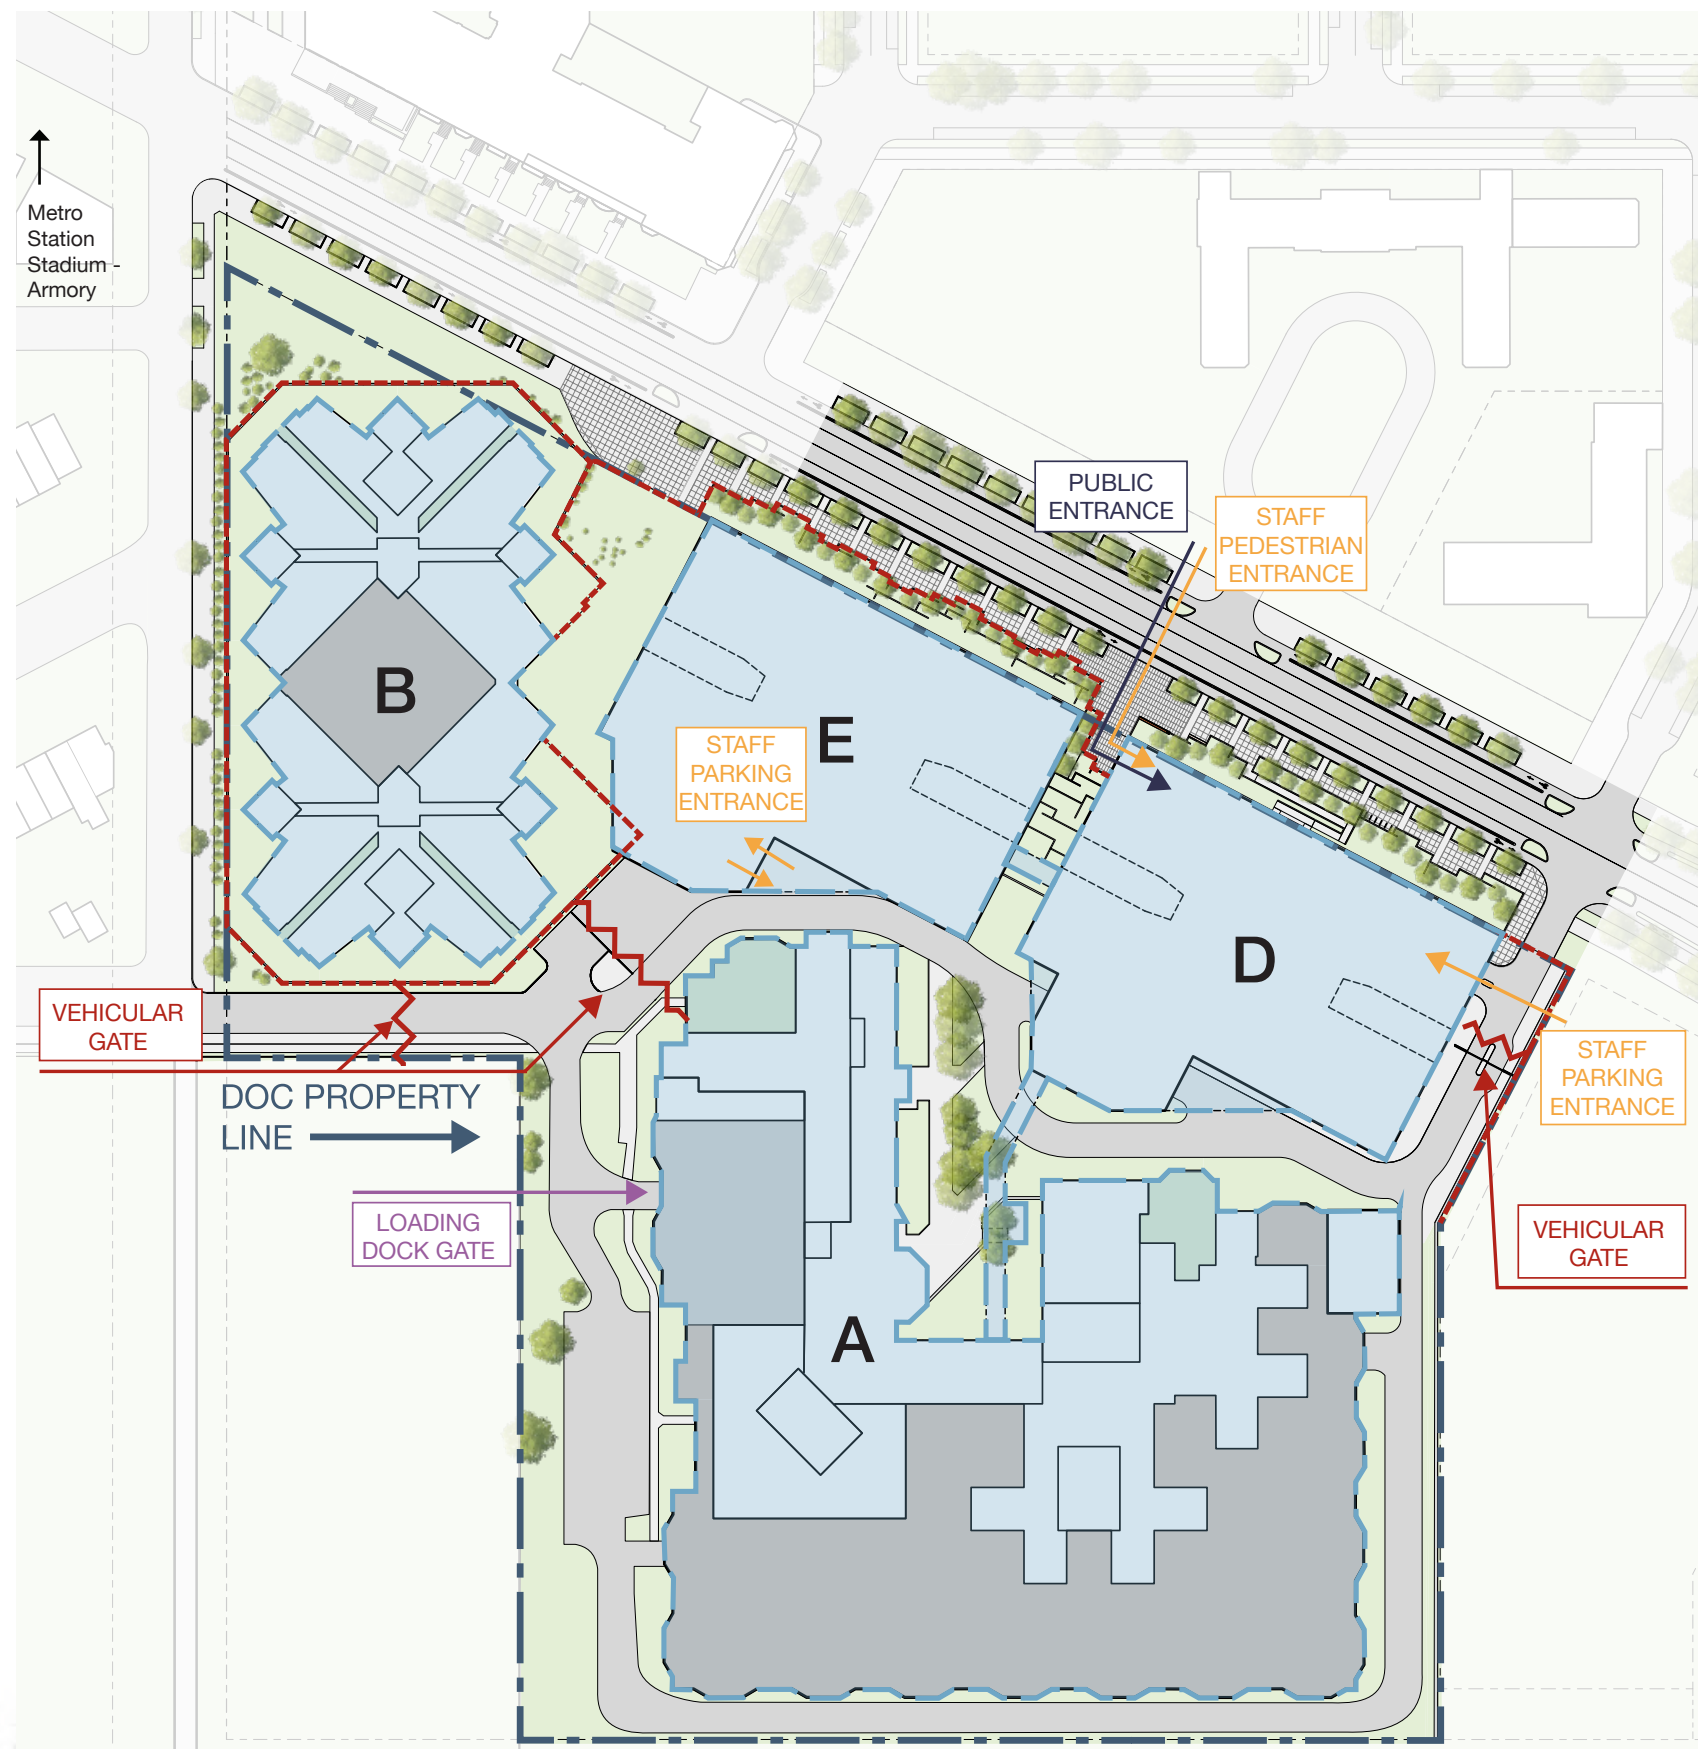 Metro
Station
Stadium -
Armory
PUBLIC
ENTRANCE
STAFF
PEDESTRIAN
ENTRANCE
B
E
STAFF
PARKING
ENTRANCE
D
VEHICULAR
GATE
STAFF
PARKING
ENTRANCE
DOC PROPERTY
LINE
LOADING
DOCK GATE
VEHICULAR
GATE
A